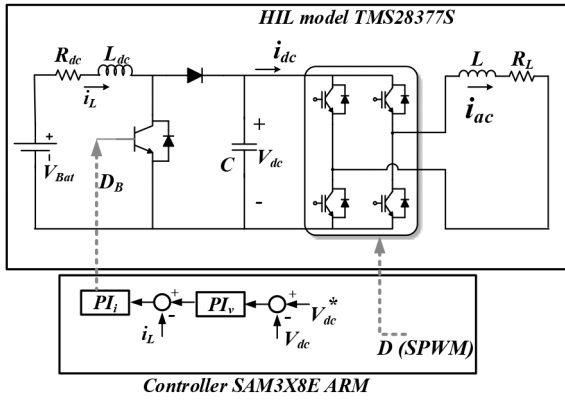 HIL model TMS28377S
R_dc
L_dc
i_L
i_dc
L
R_L
i_ac
+
-
V_Bat
D_B
C
+
V_dc
-
PI_i
+
-
i_L
PI_v
+
-
V_dc*
V_dc
D (SPWM)
Controller SAM3X8E ARM